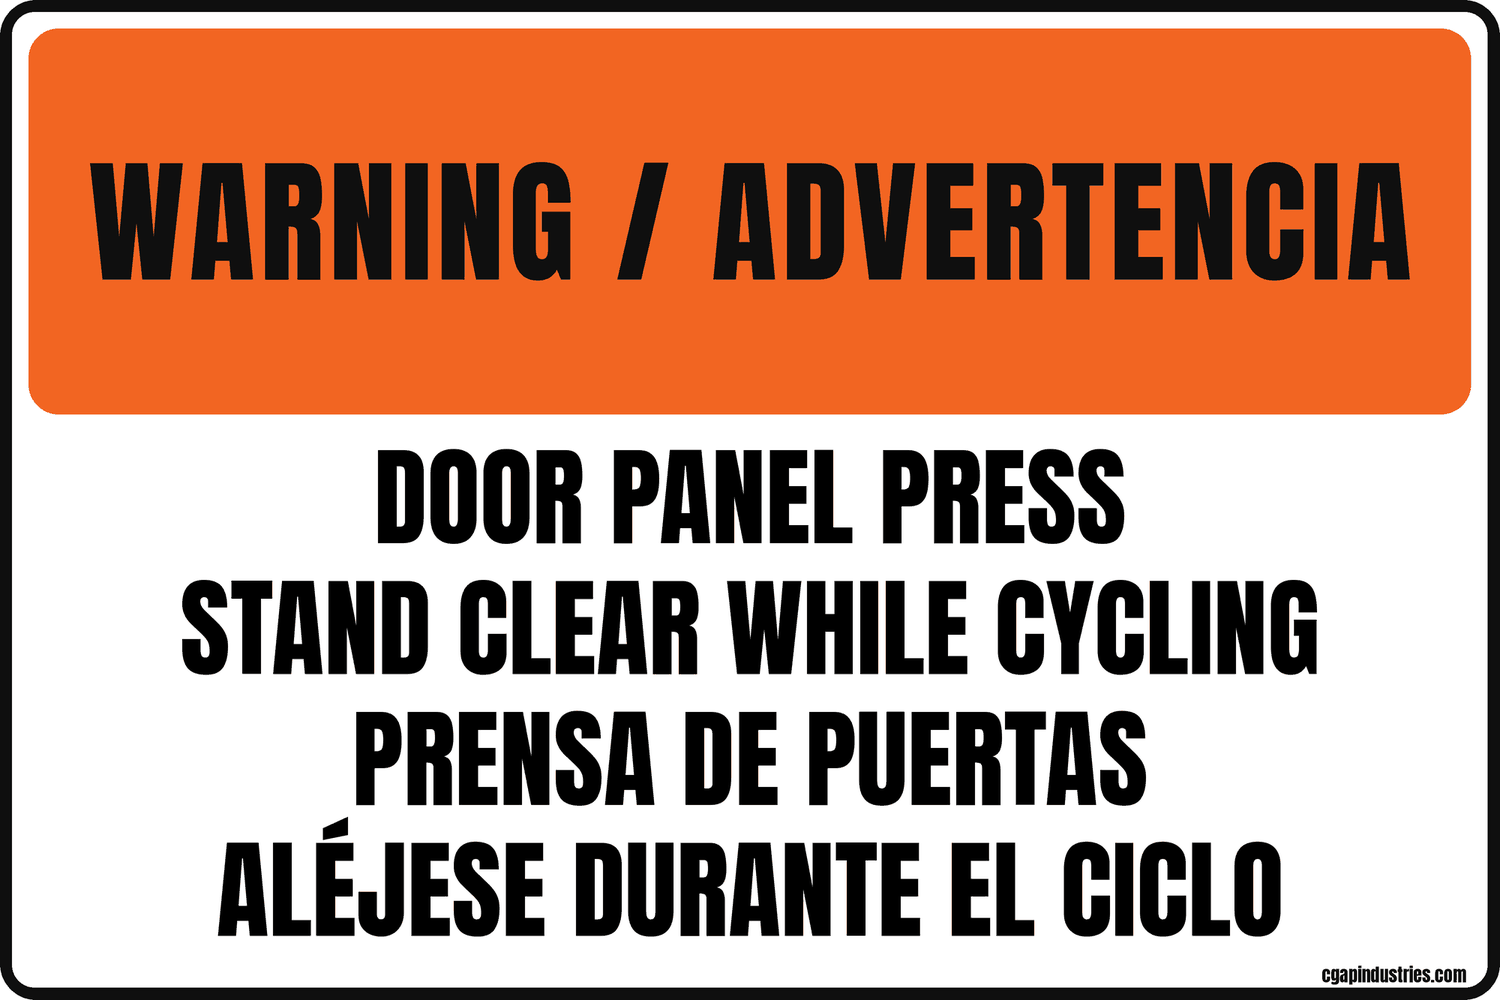 WARNING / ADVERTENCIA
DOOR PANEL PRESS
STAND CLEAR WHILE CYCLING
PRENSA DE PUERTAS
ALÉJESE DURANTE EL CICLO
cgapindustries.com